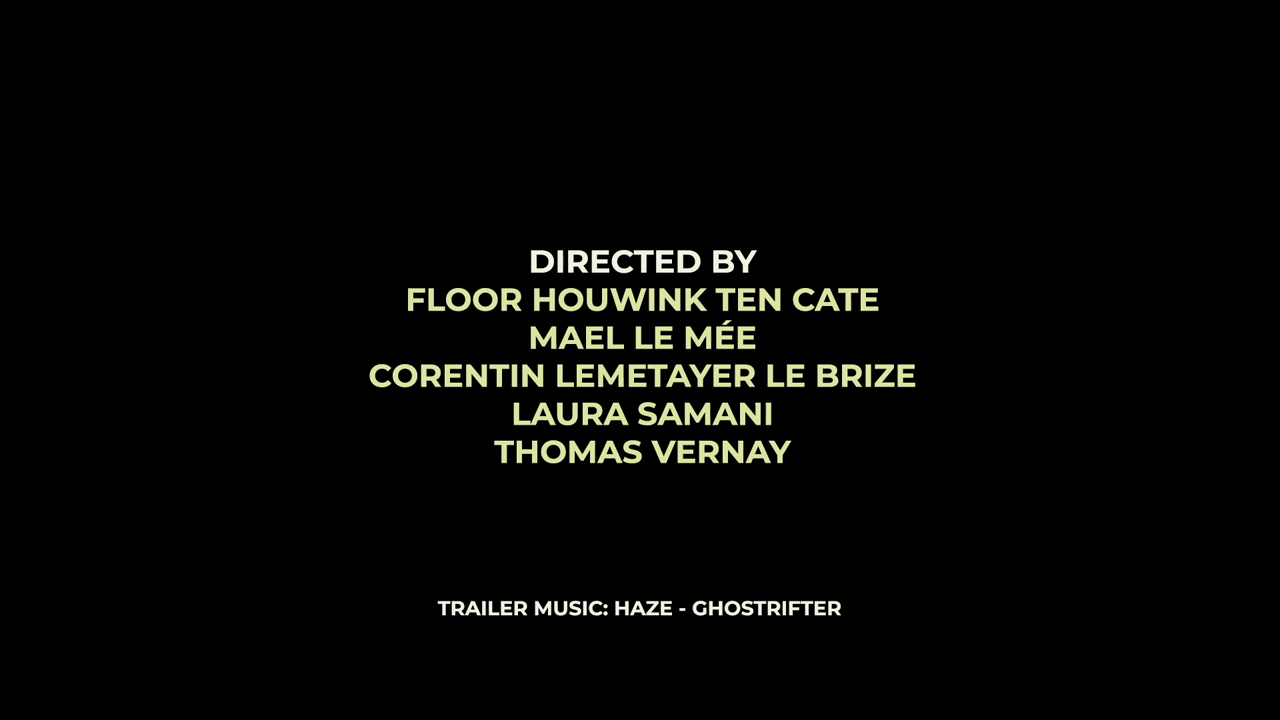 DIRECTED BY
FLOOR HOUWINK TEN CATE
MAEL LE MÉE
CORENTIN LEMETAYER LE BRIZE
LAURA SAMANI
THOMAS VERNAY
TRAILER MUSIC: HAZE - GHOSTRIFTER